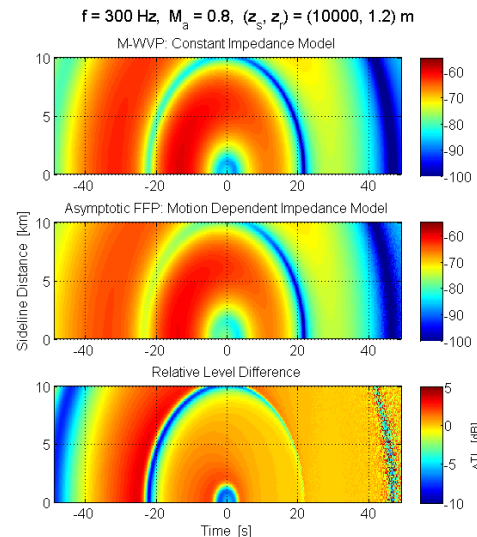 f = 300 Hz, M_a = 0.8, (z_s, z_r) = (10000, 1.2) m
M-WVP: Constant Impedance Model
10
5
0
-40 -20 0 20 40
-60
-70
-80
-90
-100
Asymptotic FFP: Motion Dependent Impedance Model
Sideline Distance [km]
10
5
0
-40 -20 0 20 40
-60
-70
-80
-90
-100
Relative Level Difference
10
5
0
-40 -20 0 20 40
Time [s]
5
0
-5
-10
ΔTL [dB]